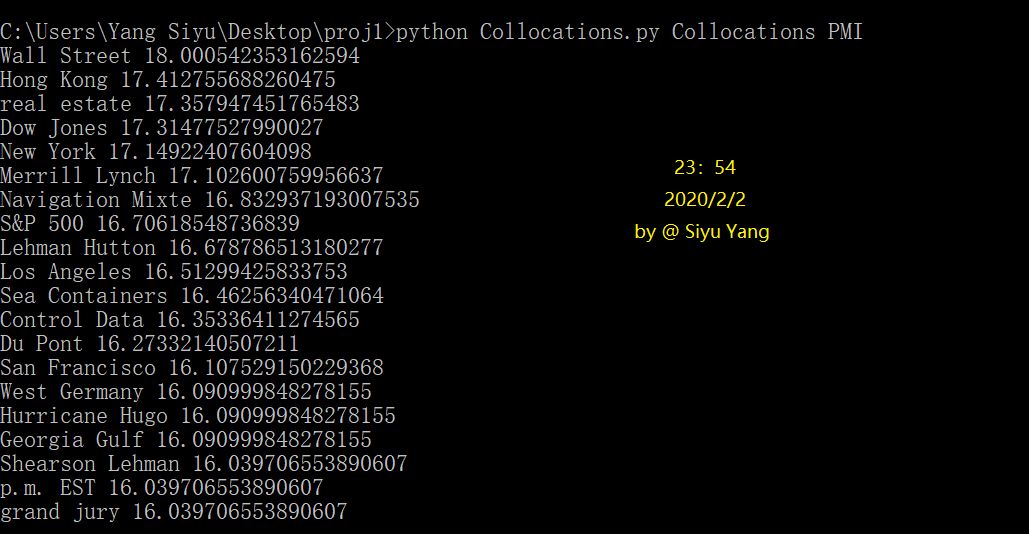 C:\Users\Yang Siyu\Desktop\proj1>python Collocations.py Collocations PMI
Wall Street 18.000542353162594
Hong Kong 17.412755688260475
real estate 17.357947451765483
Dow Jones 17.31477527990027
New York 17.14922407604098
Merrill Lynch 17.102600759956637
Navigation Mixte 16.832937193007535
S&P 500 16.70618548736839
Lehman Hutton 16.678786513180277
Los Angeles 16.51299425833753
Sea Containers 16.46256340471064
Control Data 16.35336411274565
Du Pont 16.27332140507211
San Francisco 16.107529150229368
West Germany 16.090999848278155
Hurricane Hugo 16.090999848278155
Georgia Gulf 16.090999848278155
Shearson Lehman 16.039706553890607
p.m. EST 16.039706553890607
grand jury 16.039706553890607
23：54
2020/2/2
by @ Siyu Yang